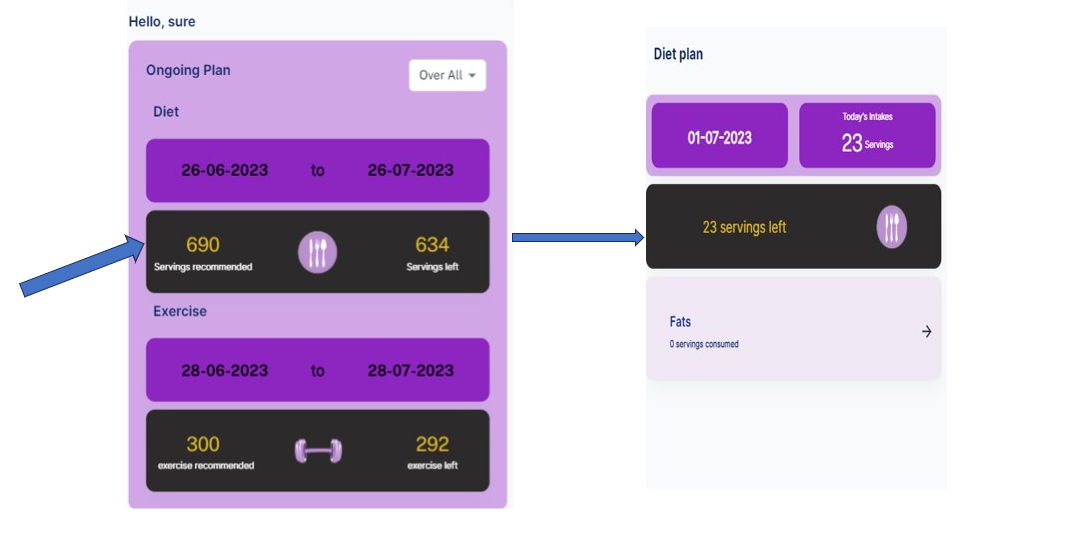 Hello, sure
Ongoing Plan
Over All
Diet
26-06-2023 to 26-07-2023
690 634
Servings recommended Servings left
Exercise
28-06-2023 to 28-07-2023
300 292
exercise recommended exercise left
Diet plan
01-07-2023
Today's Intakes
23 Servings
23 servings left
Fats
0 servings consumed